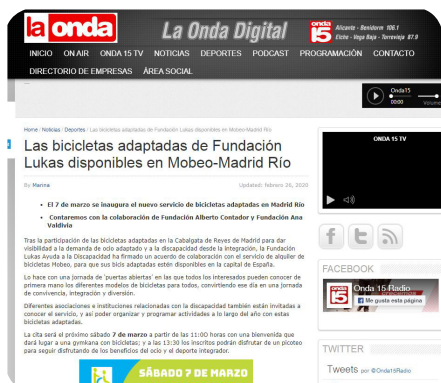 la onda
La Onda Digital
onda 15
Alicante - Benidorm 106.1
Elche - Vega Baja - Torrevieja 87.9
INICIO ON AIR ONDA 15 TV NOTICIAS DEPORTES PODCAST PROGRAMACIÓN CONTACTO
DIRECTORIO DE EMPRESAS ÁREA SOCIAL
Onda15
00:00 Volume
Home / Noticias / Deportes / Las bicicletas adaptadas de Fundación Lukas disponibles en Mobeo-Madrid Río
Las bicicletas adaptadas de Fundación
Lukas disponibles en Mobeo-Madrid Río
By Marina Updated: febrero 26, 2020
• El 7 de marzo se inaugura el nuevo servicio de bicicletas adaptadas en Madrid Río
• Contaremos con la colaboración de Fundación Alberto Contador y Fundación Ana
Valdivia
Tras la participación de las bicicletas adaptadas en la Cabalgata de Reyes de Madrid para dar
visibilidad a la demanda de ocio adaptado y a la discapacidad desde la integración, la Fundación
Lukas Ayuda a la Discapacidad ha firmado un acuerdo de colaboración con el servicio de alquiler de
bicicletas Mobeo, para que sus bicis adaptadas estén disponibles en la capital de España.
Lo hace con una jornada de 'puertas abiertas' en las que todos los interesados pueden conocer de
primera mano los diferentes modelos de bicicletas para todos, convirtiendo ese día en una jornada
de convivencia, integración y diversión.
Diferentes asociaciones e instituciones relacionadas con la discapacidad también están invitadas a
conocer el servicio, y así poder organizar y programar actividades a lo largo del año con estas
bicicletas adaptadas.
La cita será el próximo sábado 7 de marzo a partir de las 11:00 horas con una bienvenida que
dará lugar a una gymkana con bicicletas; y a las 13:30 los inscritos podrán disfrutar de un picoteo
para seguir disfrutando de los beneficios del ocio y el deporte integrador.
SÁBADO 7 DE MARZO
ONDA 15 TV
FACEBOOK
onda 15
Onda 15 Radio
Me gusta esta página
TWITTER
Tweets por @Onda15Radio